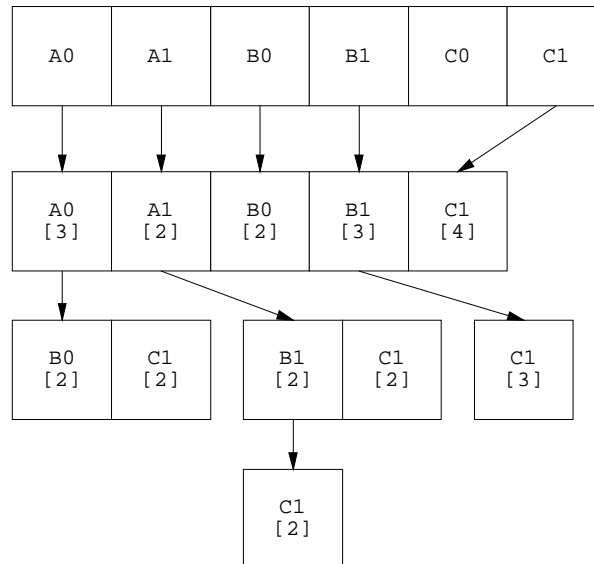 A0 A1 B0 B1 C0 C1
A0 A1 B0 B1 C1
[3] [2] [2] [3] [4]
B0 C1 B1 C1 C1
[2] [2] [2] [2] [3]
C1
[2]